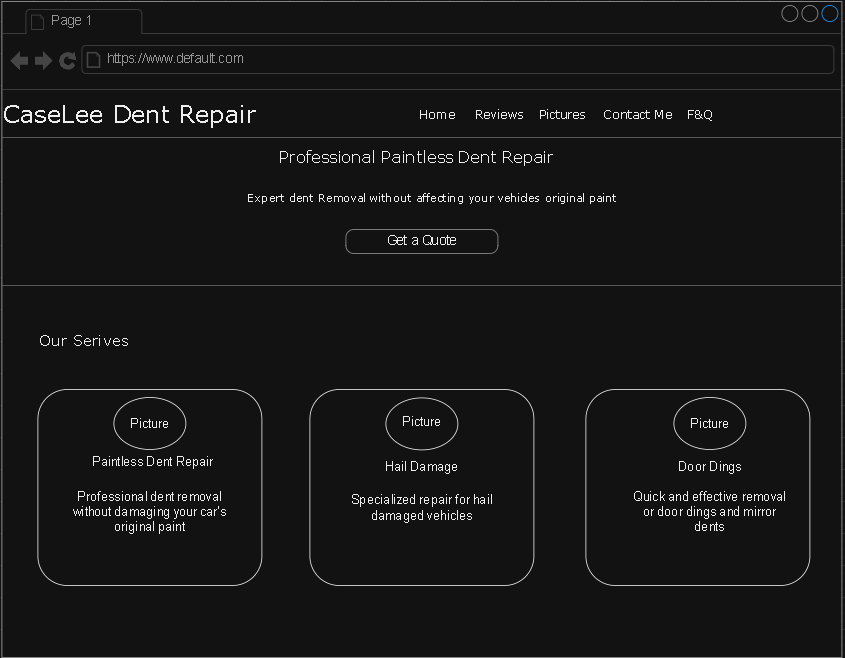 Page 1
https://www.default.com
CaseLee Dent Repair
Home Reviews Pictures Contact Me F&Q
Professional Paintless Dent Repair
Expert dent Removal without affecting your vehicles original paint
Get a Quote
Our Serives
Picture
Paintless Dent Repair
Professional dent removal
without damaging your car's
original paint
Picture
Hail Damage
Specialized repair for hail
damaged vehicles
Picture
Door Dings
Quick and effective removal
or door dings and mirror
dents